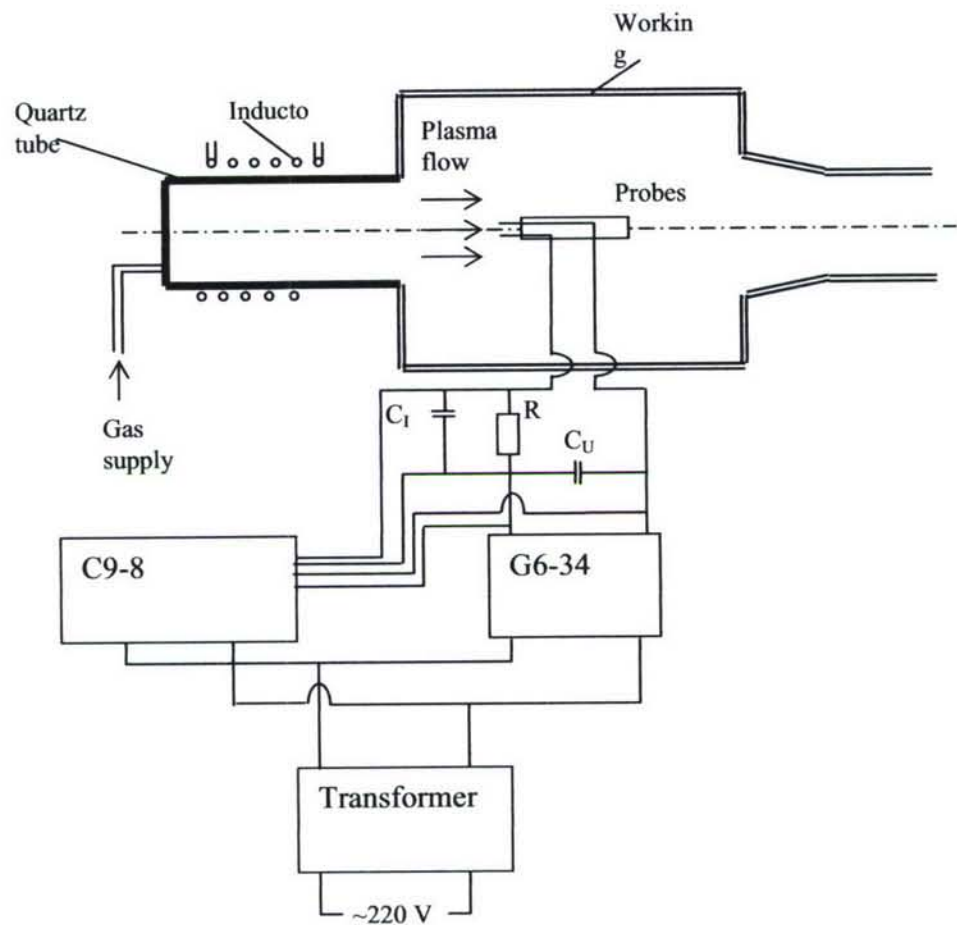 Workin
g
Quartz
tube
Inducto
Plasma
flow
Probes
Gas
supply
C_I
R
C_U
C9-8
G6-34
Transformer
~220 V